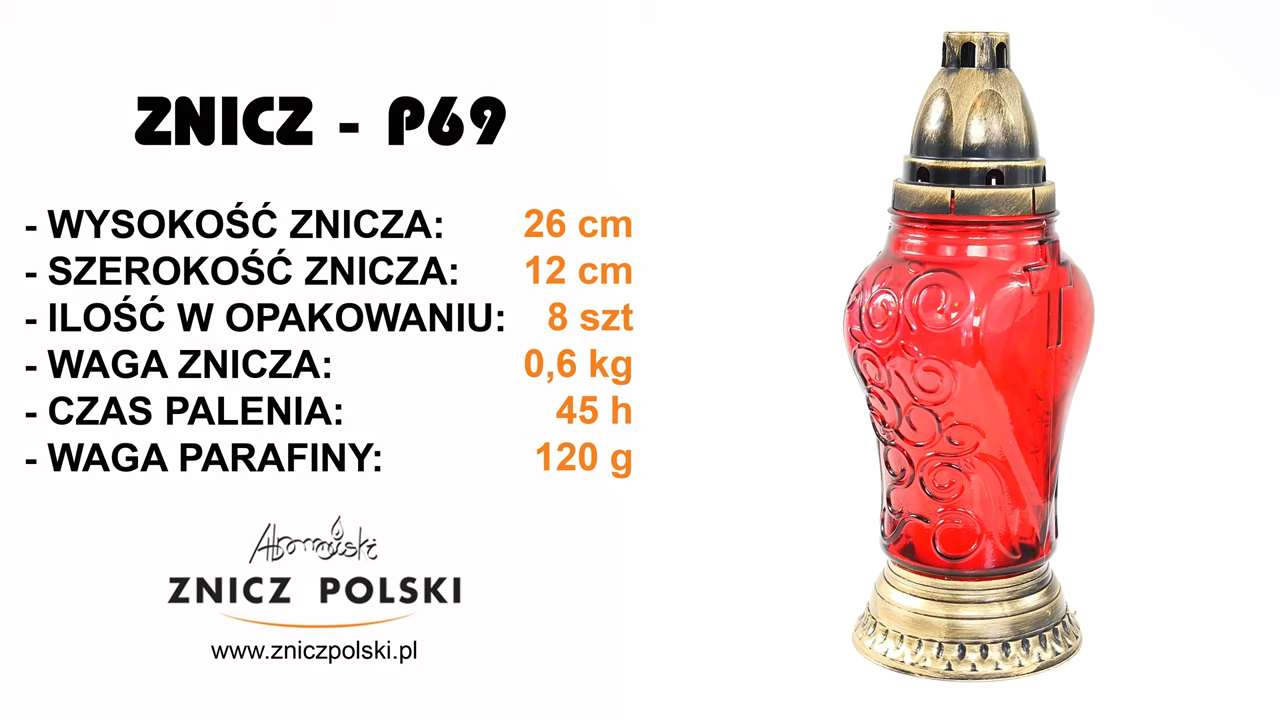 ZNICZ - P69
- WYSOKOŚĆ ZNICZA: 26 cm
- SZEROKOŚĆ ZNICZA: 12 cm
- ILOŚĆ W OPAKOWANIU: 8 szt
- WAGA ZNICZA: 0,6 kg
- CZAS PALENIA: 45 h
- WAGA PARAFINY: 120 g
ZNICZ POLSKI
www.zniczpolski.pl